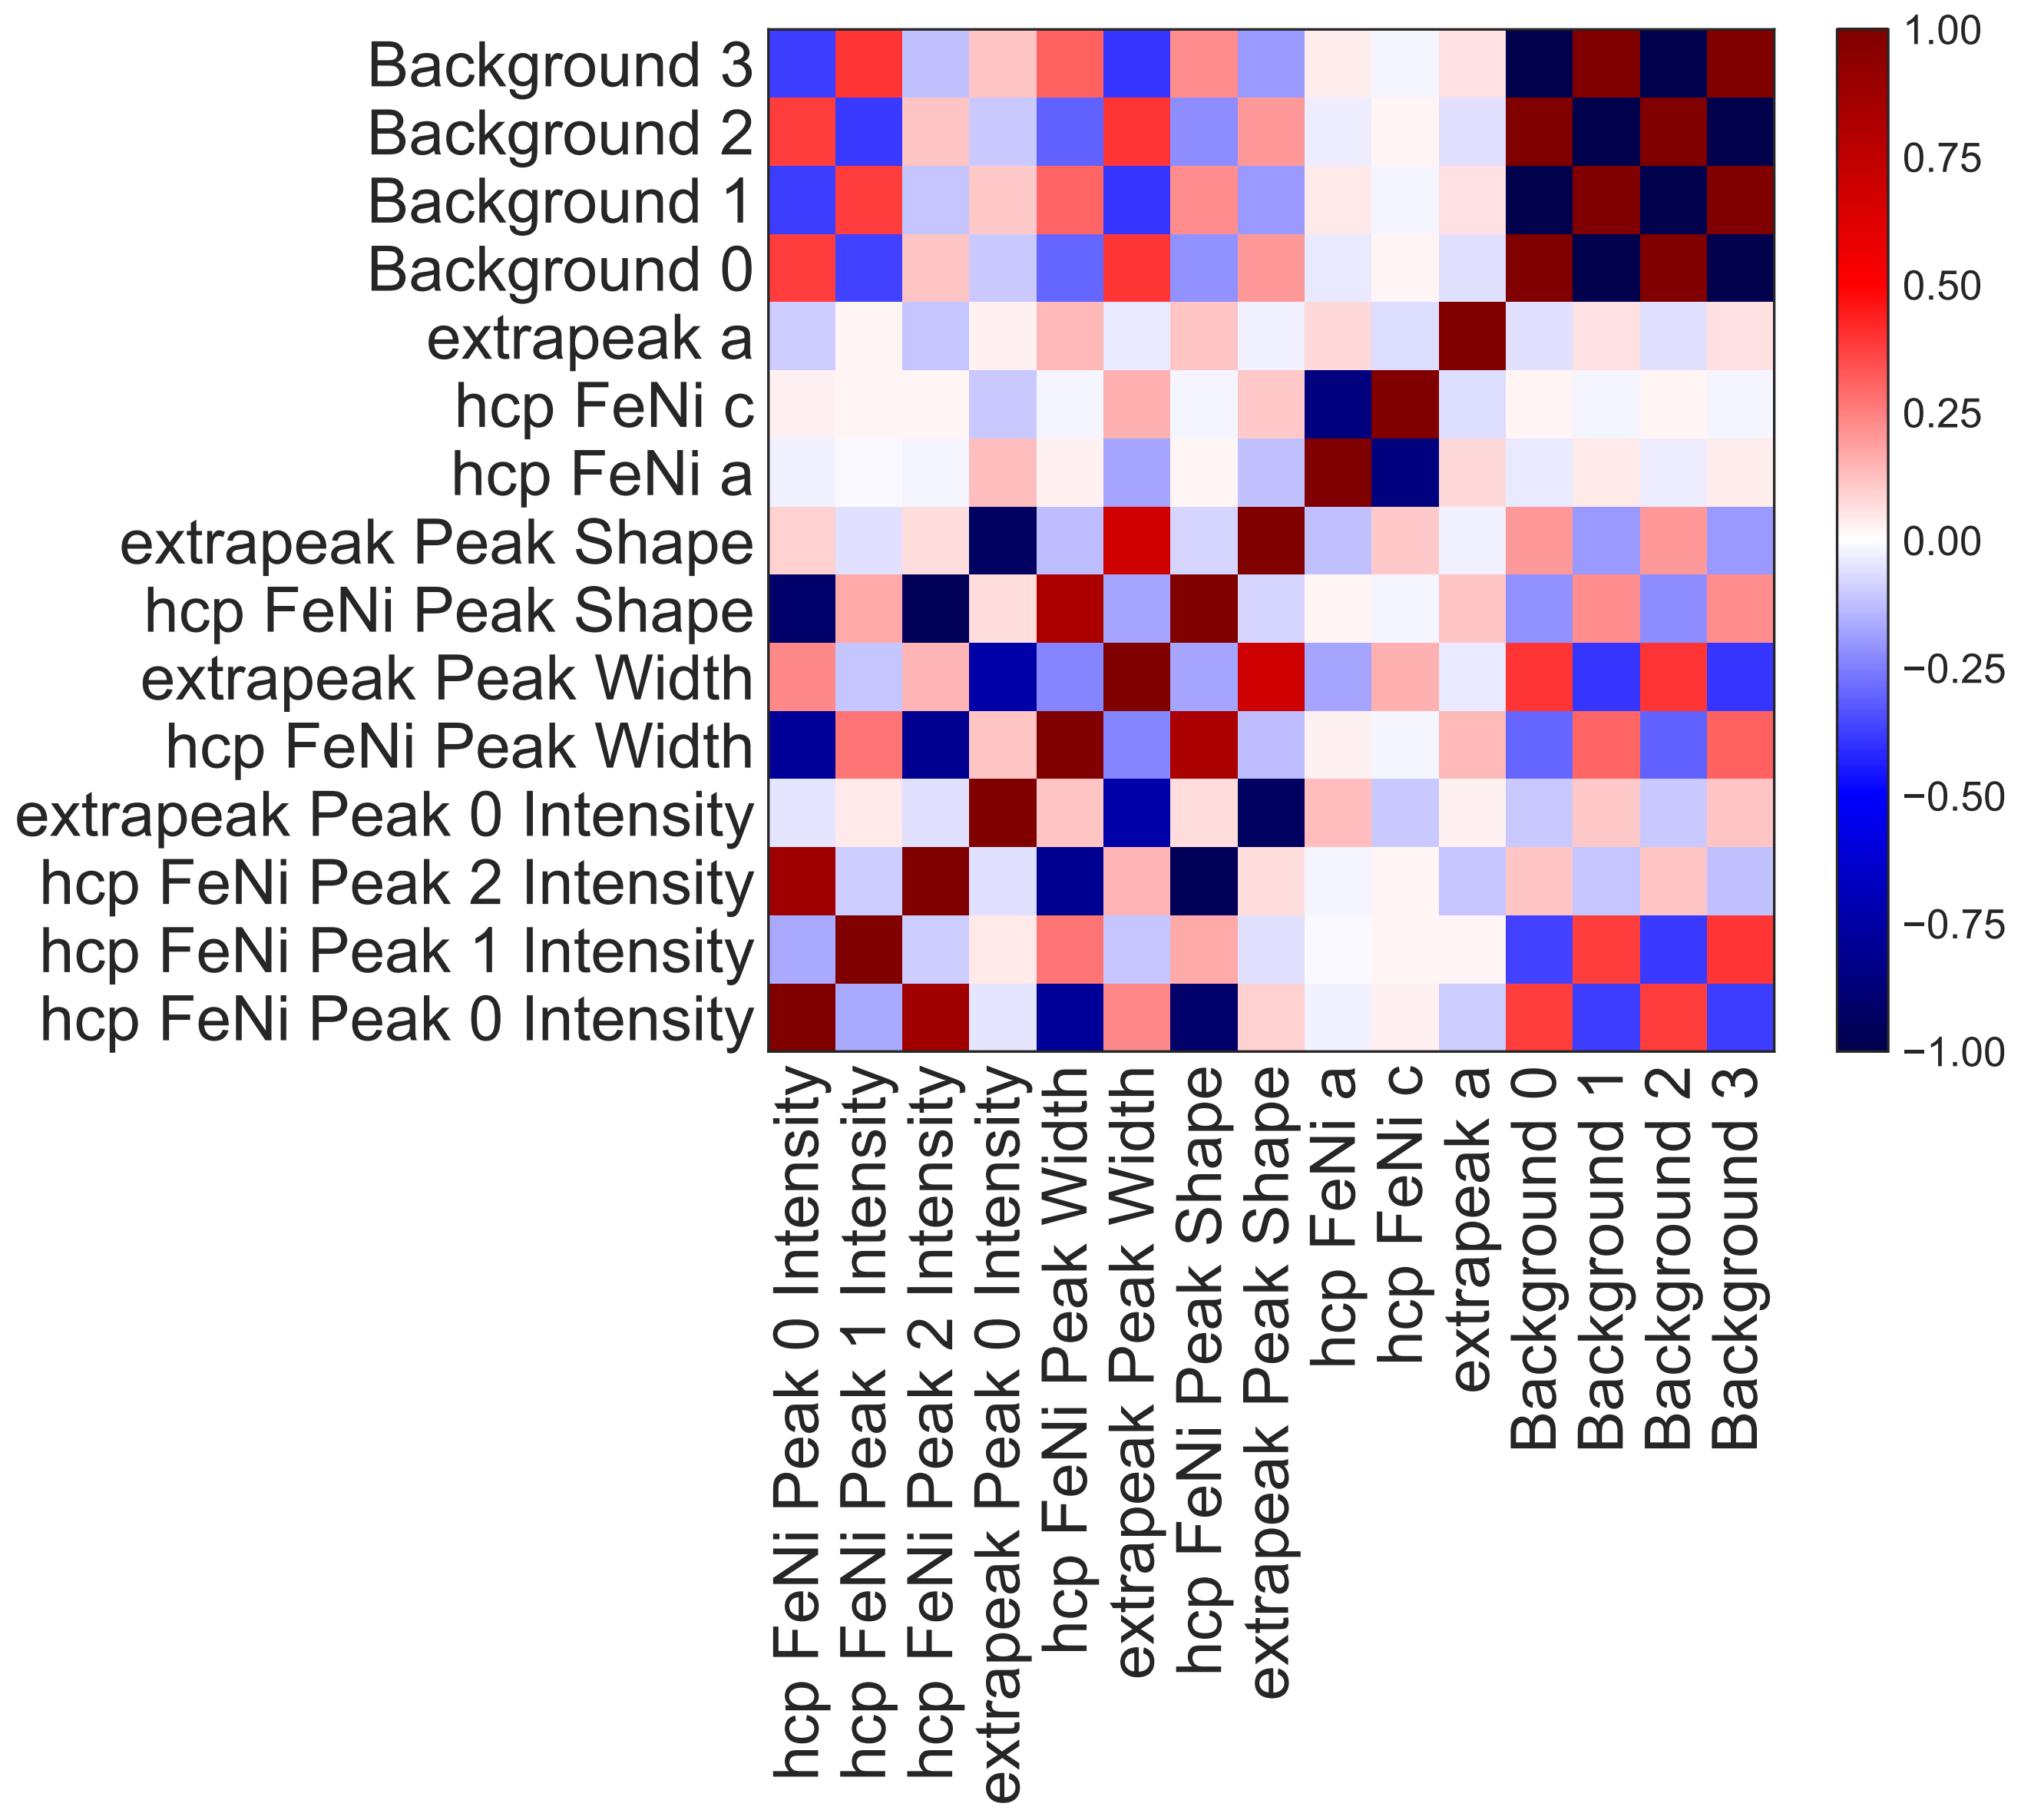 Background 3
Background 2
Background 1
Background 0
extrapeak a
hcp FeNi c
hcp FeNi a
extrapeak Peak Shape
hcp FeNi Peak Shape
extrapeak Peak Width
hcp FeNi Peak Width
extrapeak Peak 0 Intensity
hcp FeNi Peak 2 Intensity
hcp FeNi Peak 1 Intensity
hcp FeNi Peak 0 Intensity
hcp FeNi Peak 0 Intensity
hcp FeNi Peak 1 Intensity
hcp FeNi Peak 2 Intensity
extrapeak Peak 0 Intensity
hcp FeNi Peak Width
extrapeak Peak Width
hcp FeNi Peak Shape
extrapeak Peak Shape
hcp FeNi a
hcp FeNi c
extrapeak a
Background 0
Background 1
Background 2
Background 3
1.00
0.75
0.50
0.25
0.00
−0.25
−0.50
−0.75
−1.00